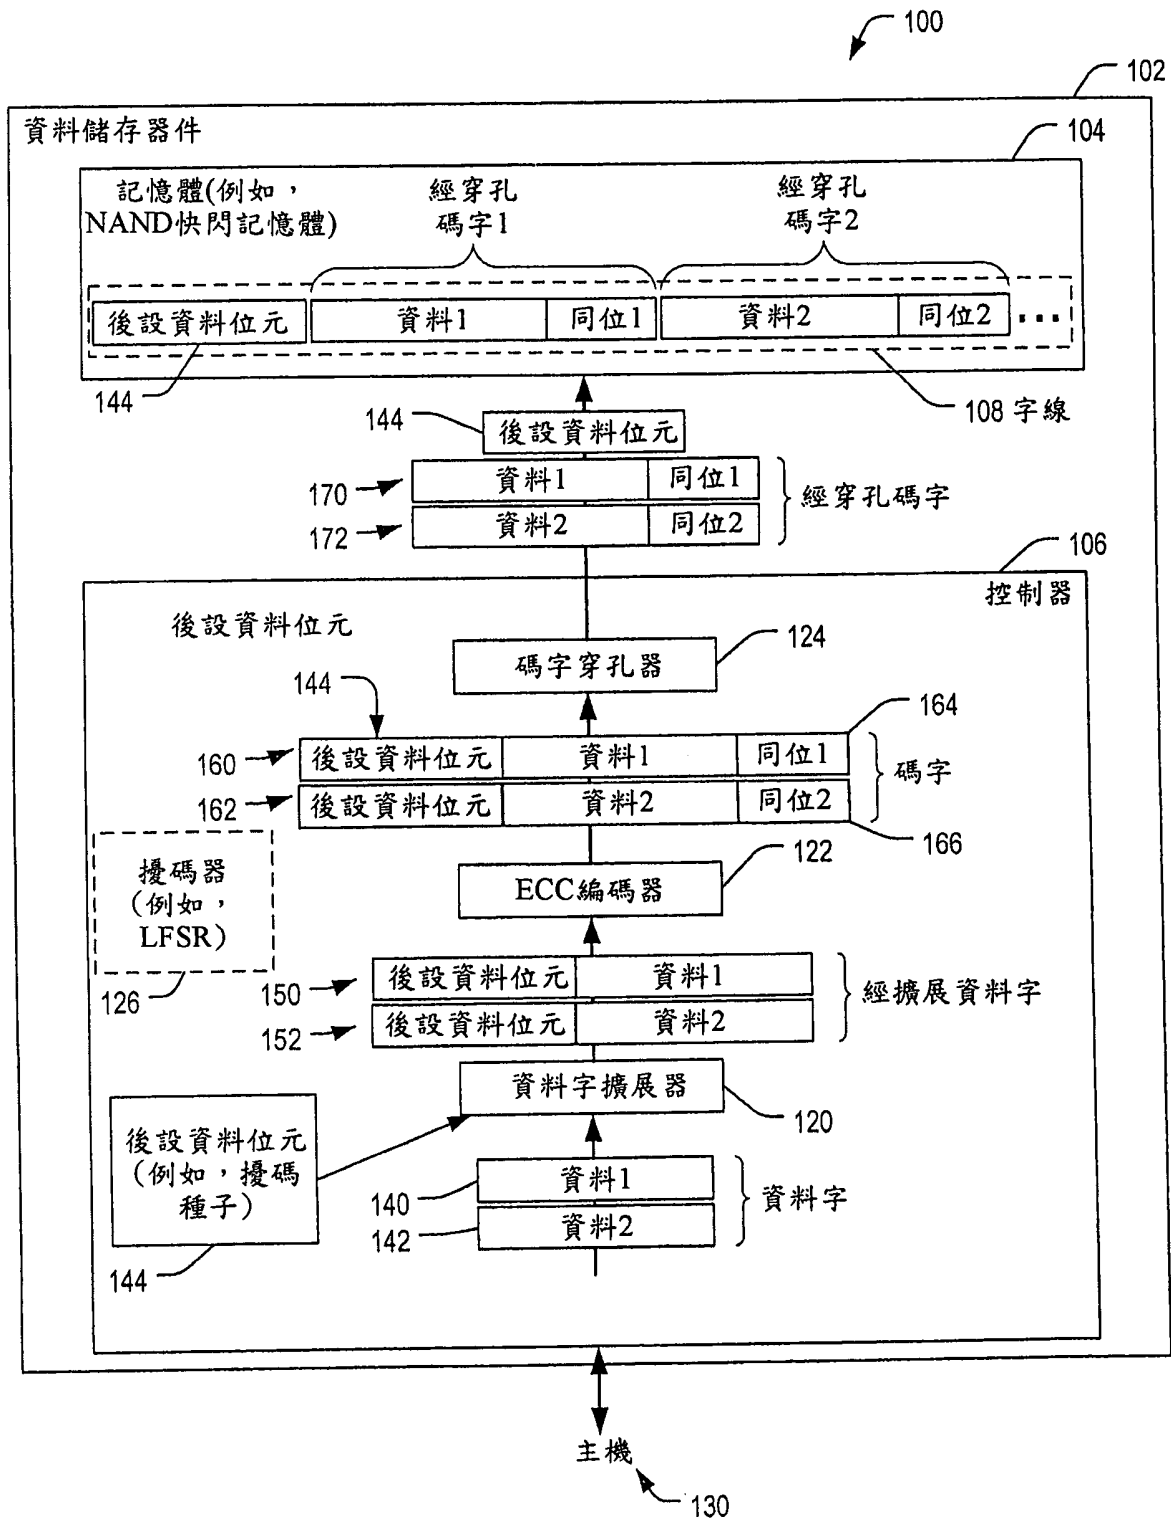 100
102
資料儲存器件
104
記憶體(例如，
NAND快閃記憶體)
經穿孔
碼字1
經穿孔
碼字2
後設資料位元
資料1
同位1
資料2
同位2
...
144
108 字線
144
後設資料位元
170
資料1
同位1
172
資料2
同位2
經穿孔碼字
106
控制器
後設資料位元
碼字穿孔器
124
144
164
160
後設資料位元
資料1
同位1
162
後設資料位元
資料2
同位2
碼字
166
擾碼器
(例如，
LFSR)
126
ECC編碼器
122
150
後設資料位元
資料1
152
後設資料位元
資料2
經擴展資料字
資料字擴展器
120
後設資料位元
(例如，擾碼
種子)
144
140
資料1
142
資料2
資料字
主機
130